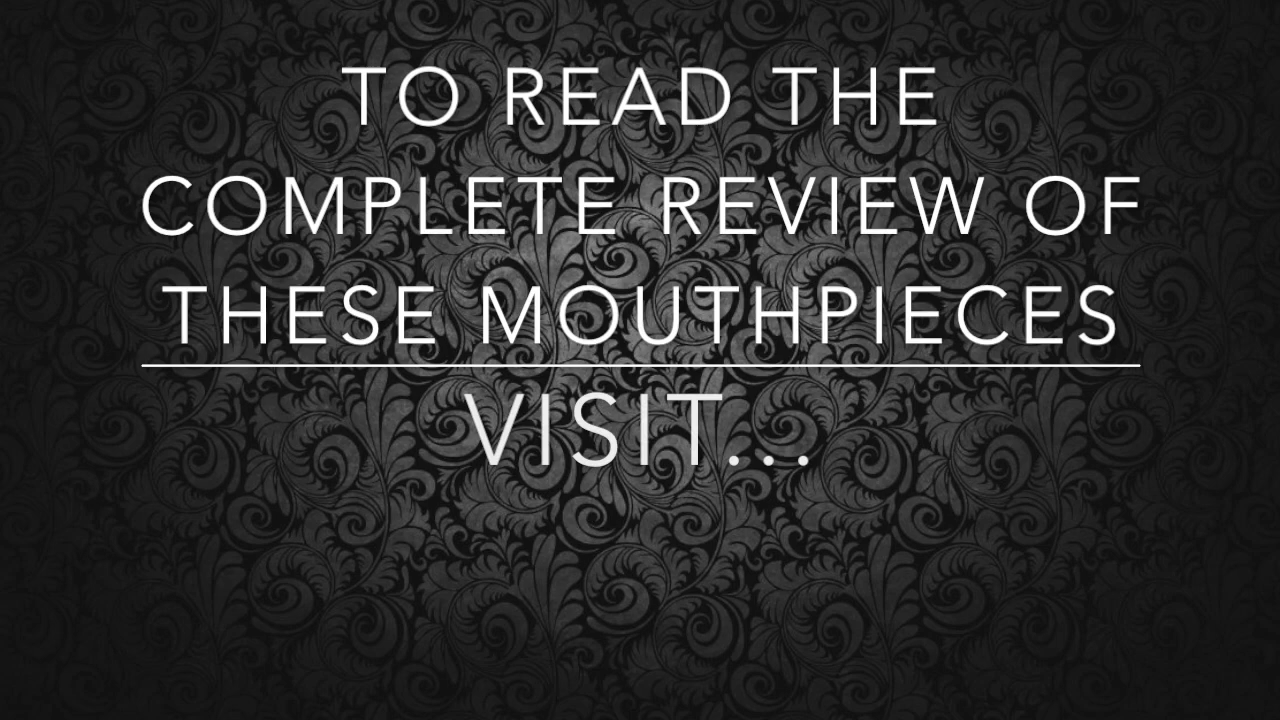 TO READ THE
COMPLETE REVIEW OF
THESE MOUTHPIECES
VISIT...